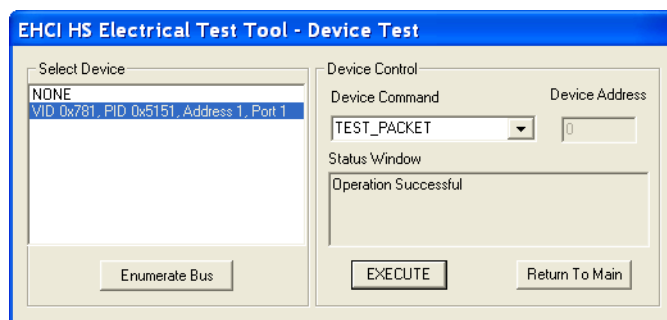 EHCI HS Electrical Test Tool - Device Test
Select Device
NONE
VID 0x781, PID 0x5151, Address 1, Port 1
Enumerate Bus
Device Control
Device Command
Device Address
TEST_PACKET
0
Status Window
Operation Successful
EXECUTE
Return To Main